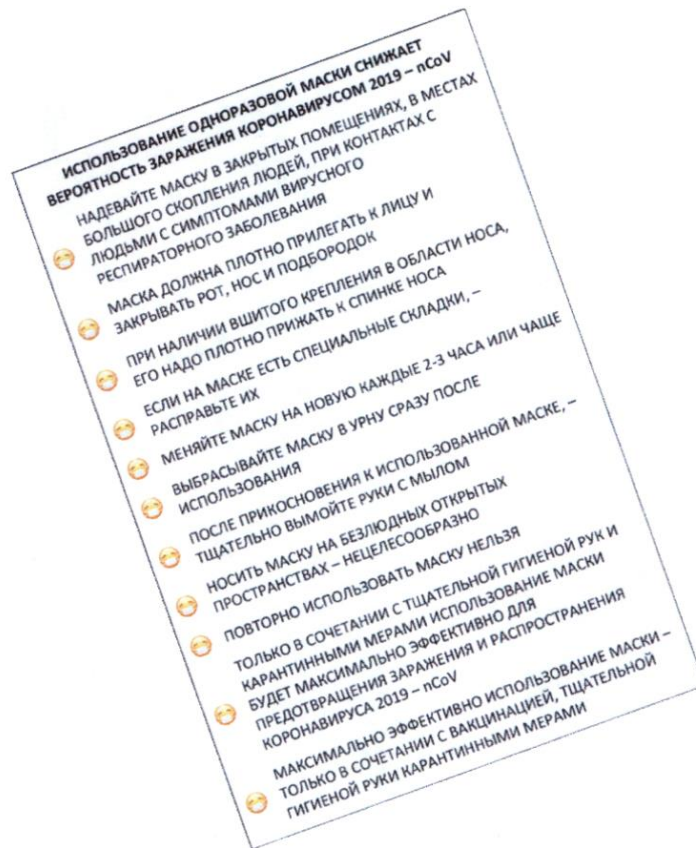 ИСПОЛЬЗОВАНИЕ ОДНОРАЗОВОЙ МАСКИ СНИЖАЕТ
ВЕРОЯТНОСТЬ ЗАРАЖЕНИЯ КОРОНАВИРУСОМ 2019 – nCoV
НАДЕВАЙТЕ МАСКУ В ЗАКРЫТЫХ ПОМЕЩЕНИЯХ, В МЕСТАХ
БОЛЬШОГО СКОПЛЕНИЯ ЛЮДЕЙ, ПРИ КОНТАКТАХ С
ЛЮДЬМИ С СИМПТОМАМИ ВИРУСНОГО
РЕСПИРАТОРНОГО ЗАБОЛЕВАНИЯ
МАСКА ДОЛЖНА ПЛОТНО ПРИЛЕГАТЬ К ЛИЦУ И
ЗАКРЫВАТЬ РОТ, НОС И ПОДБОРОДОК
ПРИ НАЛИЧИИ ВШИТОГО КРЕПЛЕНИЯ В ОБЛАСТИ НОСА,
ЕГО НАДО ПЛОТНО ПРИЖАТЬ К СПИНКЕ НОСА
ЕСЛИ НА МАСКЕ ЕСТЬ СПЕЦИАЛЬНЫЕ СКЛАДКИ, –
РАСПРАВЬТЕ ИХ
МЕНЯЙТЕ МАСКУ НА НОВУЮ КАЖДЫЕ 2-3 ЧАСА ИЛИ ЧАЩЕ
ВЫБРАСЫВАЙТЕ МАСКУ В УРНУ СРАЗУ ПОСЛЕ
ИСПОЛЬЗОВАНИЯ
ПОСЛЕ ПРИКОСНОВЕНИЯ К ИСПОЛЬЗОВАННОЙ МАСКЕ, –
ТЩАТЕЛЬНО ВЫМОЙТЕ РУКИ С МЫЛОМ
НОСИТЬ МАСКУ НА БЕЗЛЮДНЫХ ОТКРЫТЫХ
ПРОСТРАНСТВАХ – НЕЦЕЛЕСООБРАЗНО
ПОВТОРНО ИСПОЛЬЗОВАТЬ МАСКУ НЕЛЬЗЯ
ТОЛЬКО В СОЧЕТАНИИ С ТЩАТЕЛЬНОЙ ГИГИЕНОЙ РУК И
КАРАНТИННЫМИ МЕРАМИ ИСПОЛЬЗОВАНИЕ МАСКИ
БУДЕТ МАКСИМАЛЬНО ЭФФЕКТИВНО ДЛЯ
ПРЕДОТВРАЩЕНИЯ ЗАРАЖЕНИЯ И РАСПРОСТРАНЕНИЯ
КОРОНАВИРУСА 2019 – nCoV
МАКСИМАЛЬНО ЭФФЕКТИВНО ИСПОЛЬЗОВАНИЕ МАСКИ –
ТОЛЬКО В СОЧЕТАНИИ С ВАКЦИНАЦИЕЙ, ТЩАТЕЛЬНОЙ
ГИГИЕНОЙ РУКИ КАРАНТИННЫМИ МЕРАМИ